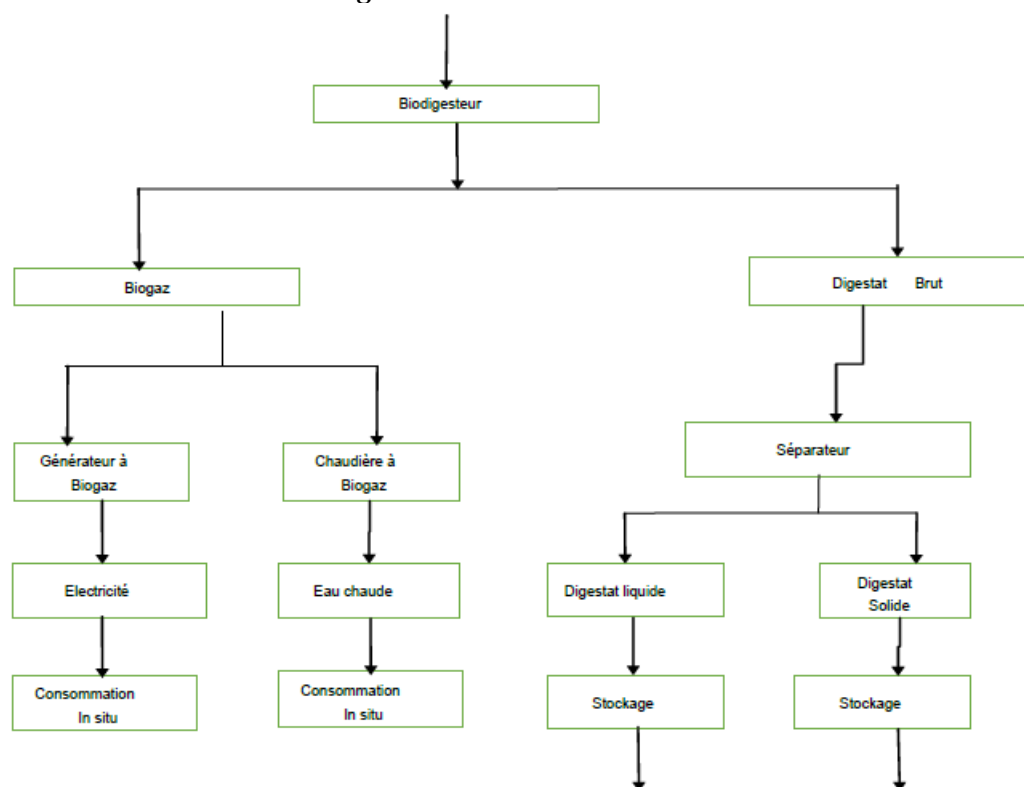 Biodigesteur
Biogaz
Digestat Brut
Générateur à
Biogaz
Chaudière à
Biogaz
Séparateur
Electricité
Eau chaude
Digestat liquide
Digestat
Solide
Consommation
In situ
Consommation
In situ
Stockage
Stockage